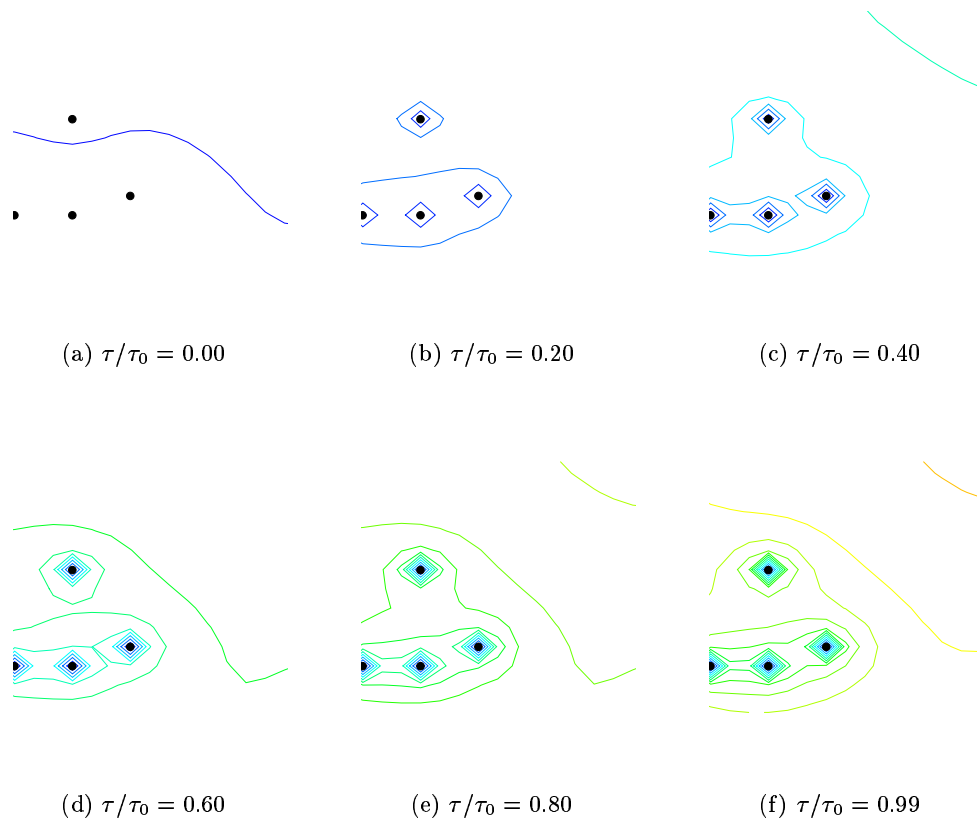 (a) τ/τ₀ = 0.00
(b) τ/τ₀ = 0.20
(c) τ/τ₀ = 0.40
(d) τ/τ₀ = 0.60
(e) τ/τ₀ = 0.80
(f) τ/τ₀ = 0.99